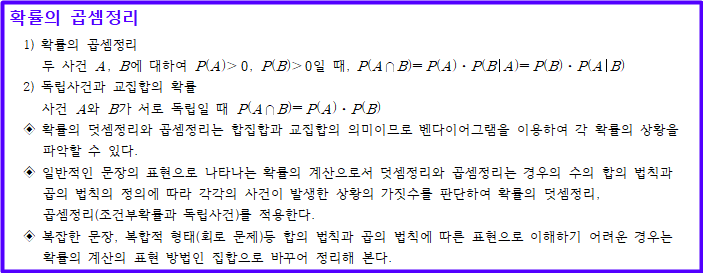 확률의 곱셈정리
1) 확률의 곱셈정리
두 사건 A, B에 대하여 P(A)>0, P(B)>0일 때, P(A∩B)=P(A)·P(B|A)=P(B)·P(A|B)
2) 독립사건과 교집합의 확률
사건 A와 B가 서로 독립일 때 P(A∩B)=P(A)·P(B)
◈ 확률의 덧셈정리와 곱셈정리는 합집합과 교집합의 의미이므로 벤다이어그램을 이용하여 각 확률의 상황을
파악할 수 있다.
◈ 일반적인 문장의 표현으로 나타나는 확률의 계산으로서 덧셈정리와 곱셈정리는 경우의 수의 합의 법칙과
곱의 법칙의 정의에 따라 각각의 사건이 발생한 상황의 가짓수를 판단하여 확률의 덧셈정리,
곱셈정리(조건부확률과 독립사건)를 적용한다.
◈ 복잡한 문장, 복합적 형태(회로 문제)등 합의 법칙과 곱의 법칙에 따른 표현으로 이해하기 어려운 경우는
확률의 계산의 표현 방법인 집합으로 바꾸어 정리해 본다.